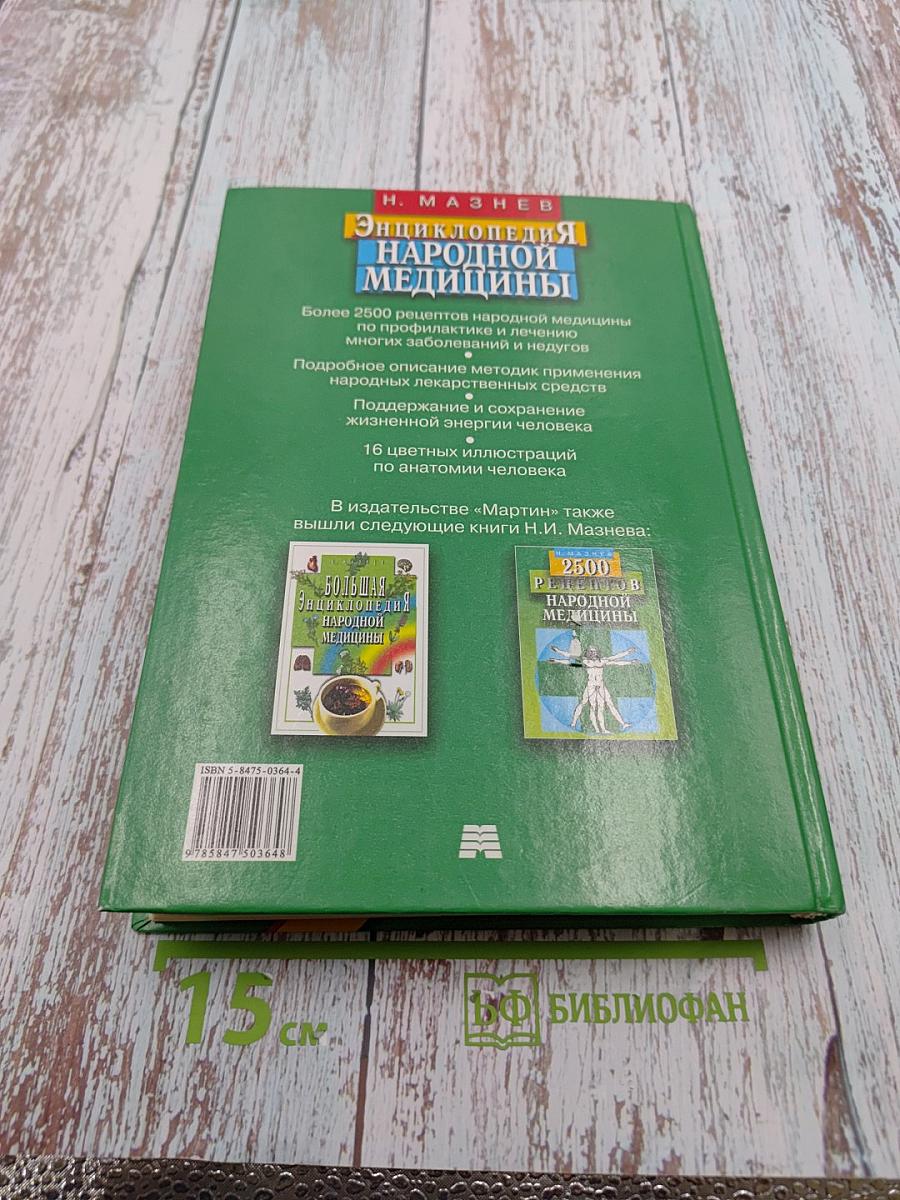 Н. МАЗНЕВ
ЭНЦИКЛОПЕДИЯ
НАРОДНОЙ
МЕДИЦИНЫ
Более 2500 рецептов народной медицины
по профилактике и лечению
многих заболеваний и недугов
•
Подробное описание методик применения
народных лекарственных средств
•
Поддержание и сохранение
жизненной энергии человека
•
16 цветных иллюстраций
по анатомии человека
В издательстве «Мартин» также
вышли следующие книги Н.И. Мазнева:
БОЛЬШАЯ
ЭНЦИКЛОПЕДИЯ
НАРОДНОЙ
МЕДИЦИНЫ
Н. МАЗНЕВ
2500
РЕЦЕПТОВ
НАРОДНОЙ
МЕДИЦИНЫ
ISBN 5-8475-0364-4
9785847503648
15 см
БФ БИБЛИОФАН